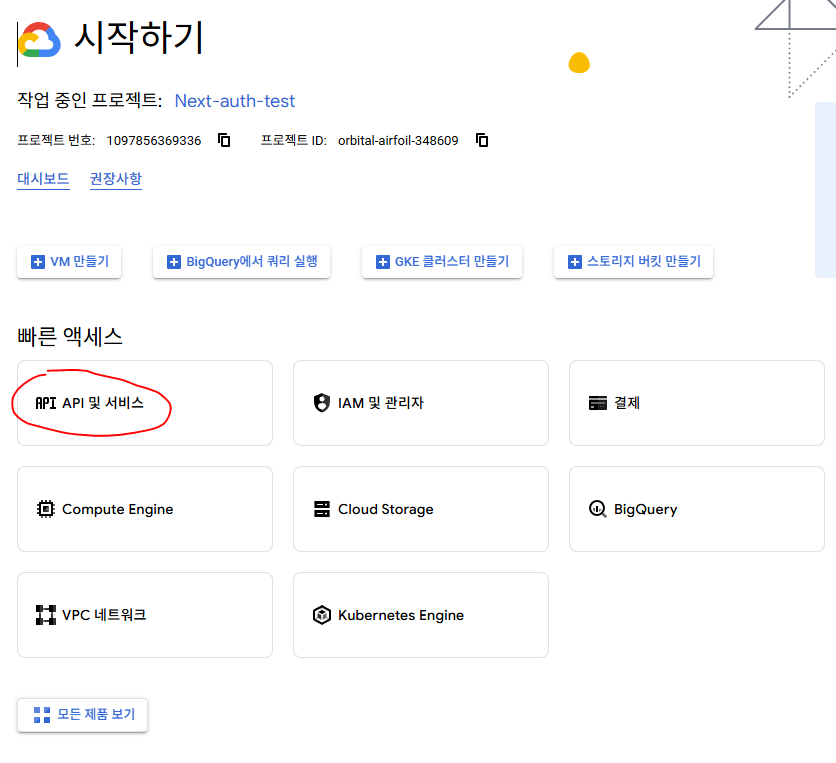 시작하기
작업 중인 프로젝트: Next-auth-test
프로젝트 번호: 1097856369336 프로젝트 ID: orbital-airfoil-348609
대시보드 권장사항
VM 만들기 BigQuery에서 쿼리 실행 GKE 클러스터 만들기 스토리지 버킷 만들기
빠른 액세스
API API 및 서비스 IAM 및 관리자 결제
Compute Engine Cloud Storage BigQuery
VPC 네트워크 Kubernetes Engine
모든 제품 보기